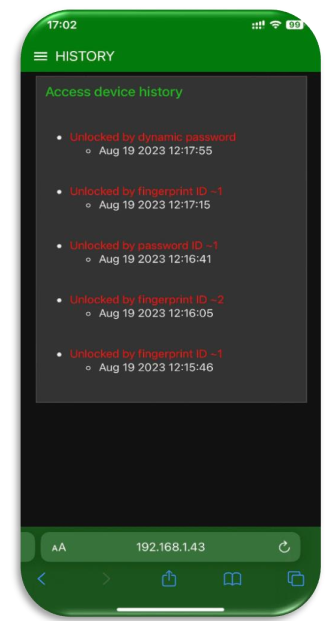 17:02
99
HISTORY
Access device history
Unlocked by dynamic password
Aug 19 2023 12:17:55
Unlocked by fingerprint ID ~1
Aug 19 2023 12:17:15
Unlocked by password ID ~1
Aug 19 2023 12:16:41
Unlocked by fingerprint ID ~2
Aug 19 2023 12:16:05
Unlocked by fingerprint ID ~1
Aug 19 2023 12:15:46
AA
192.168.1.43